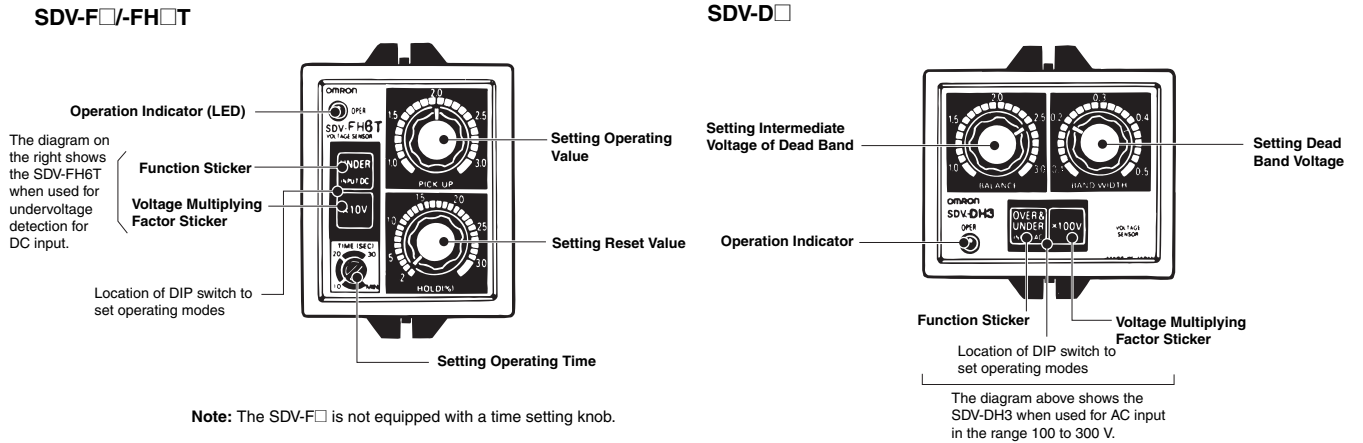 SDV-F□/-FH□T
Operation Indicator (LED)
The diagram on
the right shows
the SDV-FH6T
when used for
undervoltage
detection for
DC input.
Function Sticker
Voltage Multiplying
Factor Sticker
Location of DIP switch to
set operating modes
OMRON
OPER
SDV-FH6T
VOLTAGE SENSOR
UNDER
INPUT DC
×10V
TIME (SEC)
20 30
10 MIN
1.0 1.5 2.0 2.5 3.0
PICK UP
2 5 10 15 20 25 30
HOLD(%)
Setting Operating
Value
Setting Reset Value
Setting Operating Time
Note: The SDV-F□ is not equipped with a time setting knob.
SDV-D□
Setting Intermediate
Voltage of Dead Band
Operation Indicator
1.0 1.5 2.0 2.5 3.0
BALANCE
0.1 0.2 0.3 0.4 0.5
BAND WIDTH
OMRON
SDV-DH3
OPER
OVER &
UNDER
×100V
VOLTAGE
SENSOR
MADE IN JAPAN
Setting Dead
Band Voltage
Function Sticker
Voltage Multiplying
Factor Sticker
Location of DIP switch to
set operating modes
The diagram above shows the
SDV-DH3 when used for AC input
in the range 100 to 300 V.